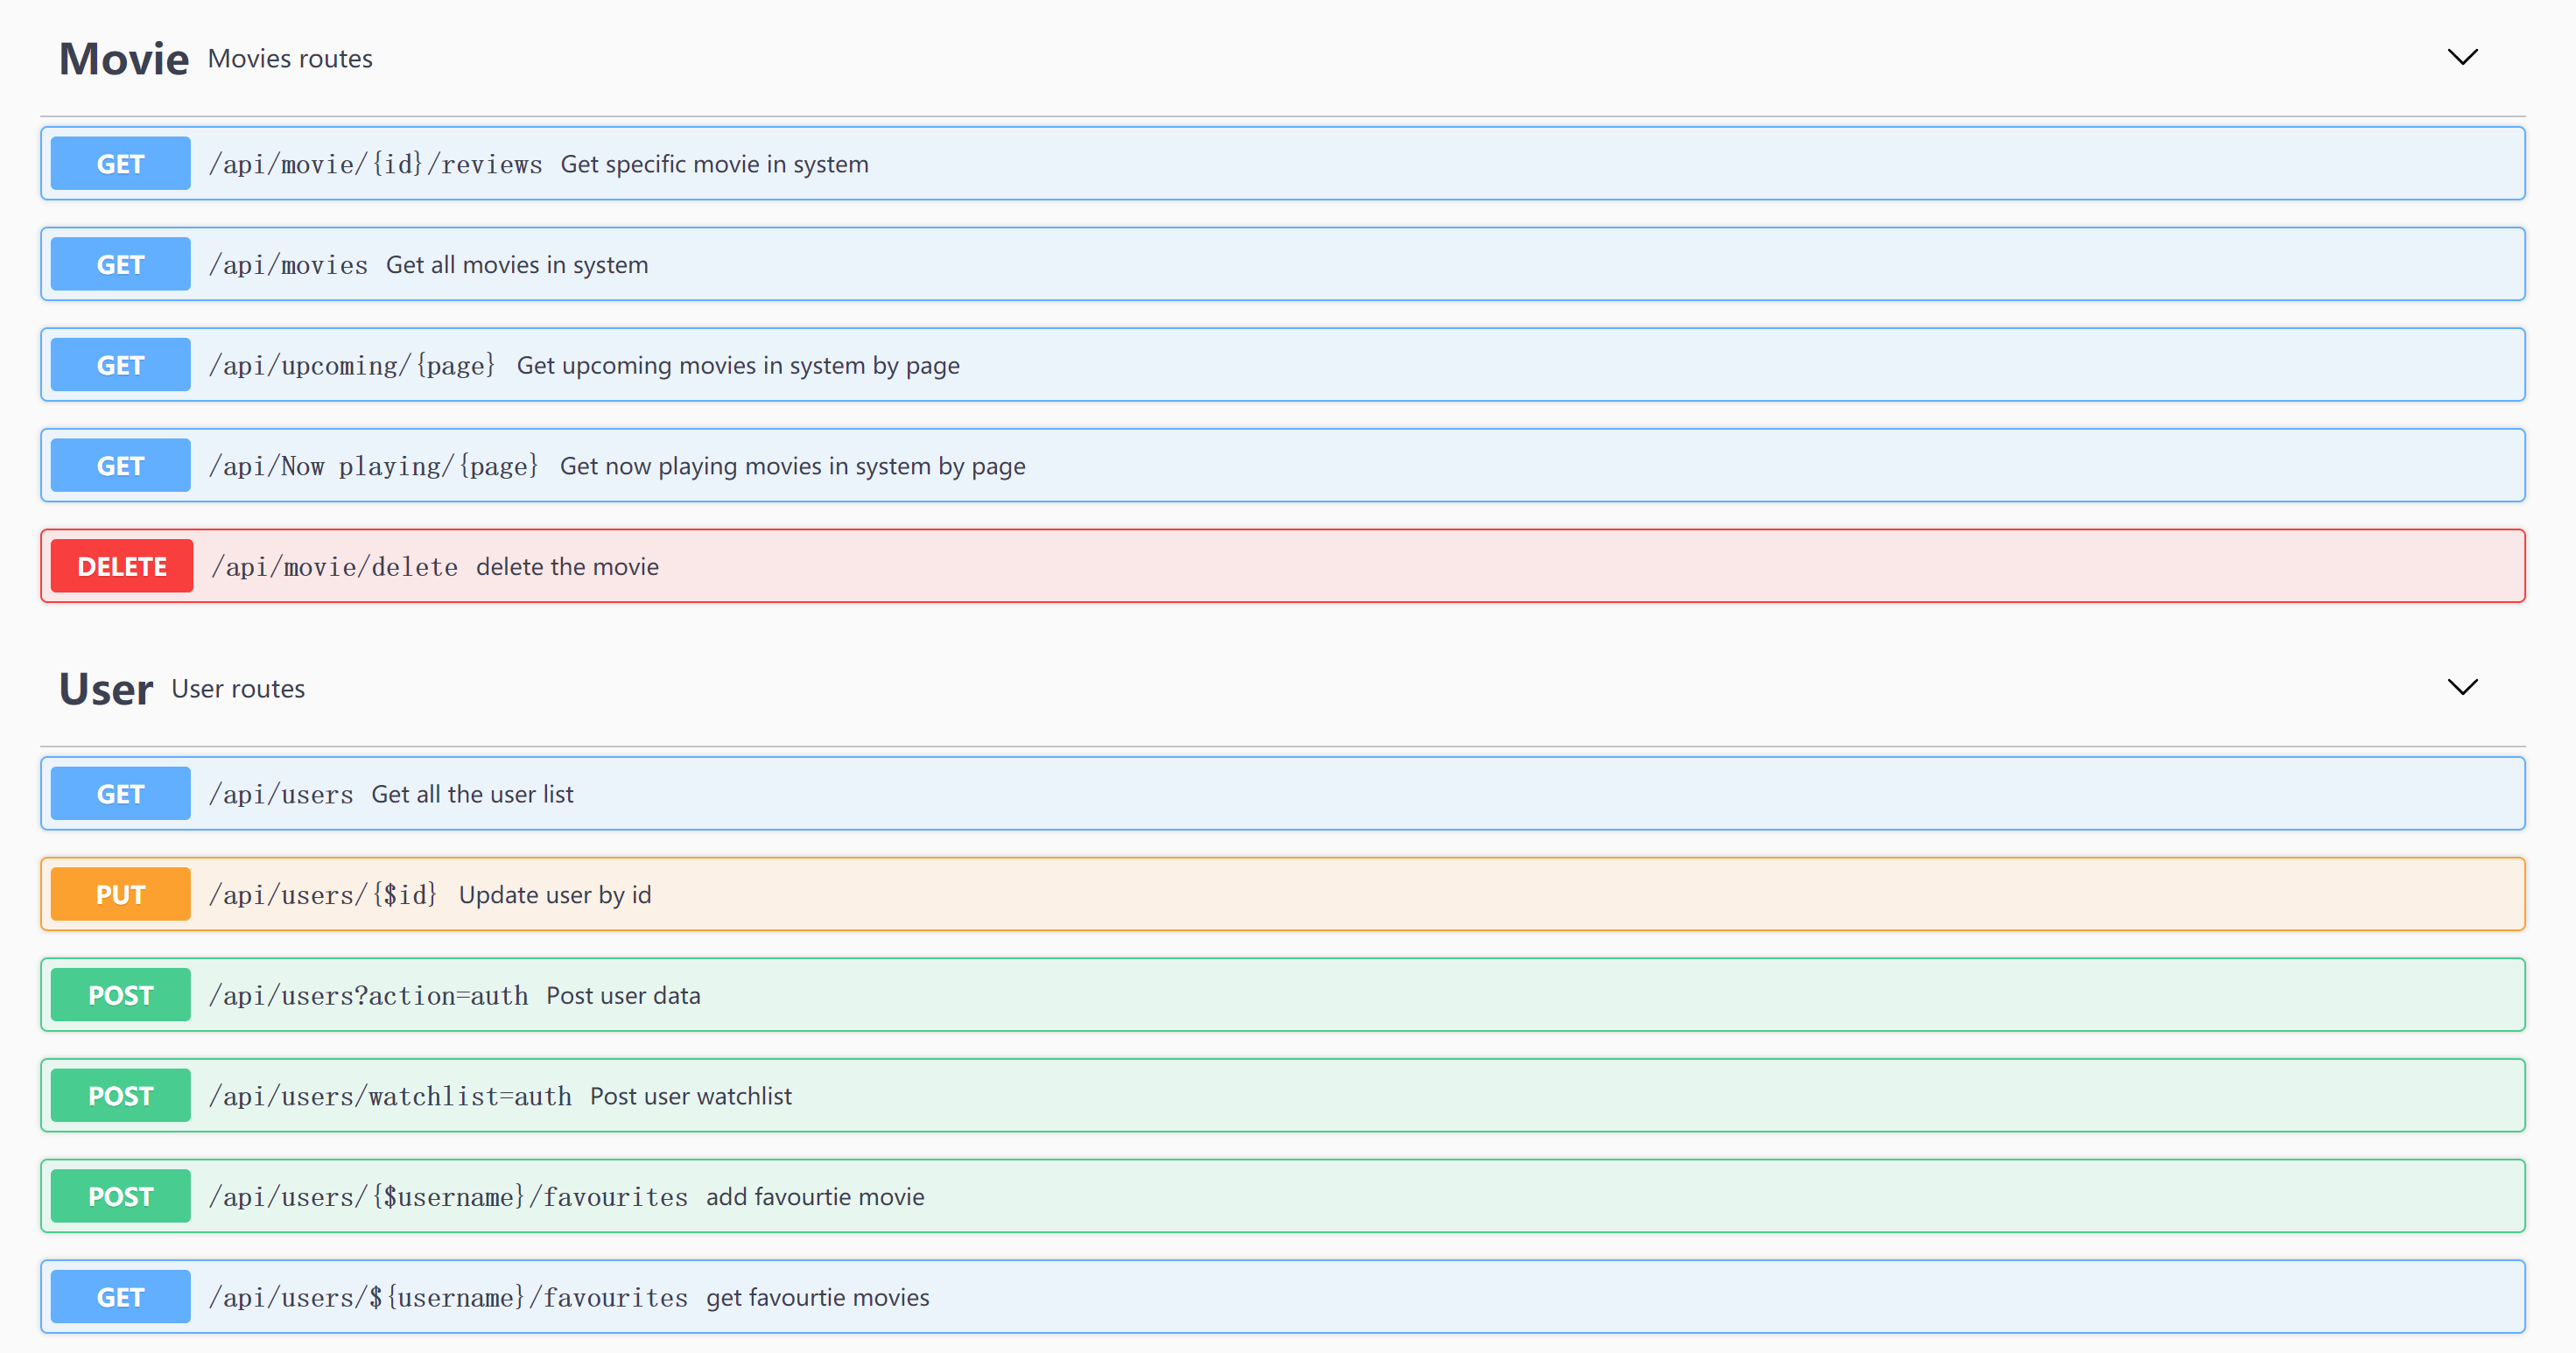 Movie Movies routes
GET /api/movie/{id}/reviews Get specific movie in system
GET /api/movies Get all movies in system
GET /api/upcoming/{page} Get upcoming movies in system by page
GET /api/Now playing/{page} Get now playing movies in system by page
DELETE /api/movie/delete delete the movie
User User routes
GET /api/users Get all the user list
PUT /api/users/{$id} Update user by id
POST /api/users?action=auth Post user data
POST /api/users/watchlist=auth Post user watchlist
POST /api/users/{$username}/favourites add favourtie movie
GET /api/users/${username}/favourites get favourtie movies